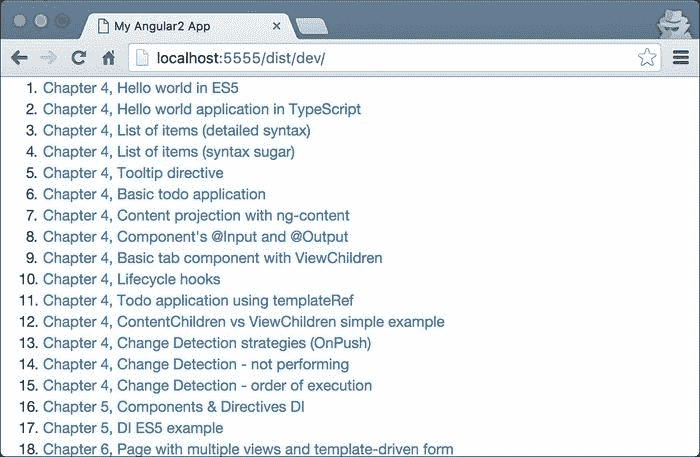 My Angular2 App
localhost:5555/dist/dev/
1. Chapter 4, Hello world in ES5
2. Chapter 4, Hello world application in TypeScript
3. Chapter 4, List of items (detailed syntax)
4. Chapter 4, List of items (syntax sugar)
5. Chapter 4, Tooltip directive
6. Chapter 4, Basic todo application
7. Chapter 4, Content projection with ng-content
8. Chapter 4, Component's @Input and @Output
9. Chapter 4, Basic tab component with ViewChildren
10. Chapter 4, Lifecycle hooks
11. Chapter 4, Todo application using templateRef
12. Chapter 4, ContentChildren vs ViewChildren simple example
13. Chapter 4, Change Detection strategies (OnPush)
14. Chapter 4, Change Detection - not performing
15. Chapter 4, Change Detection - order of execution
16. Chapter 5, Components & Directives DI
17. Chapter 5, DI ES5 example
18. Chapter 6, Page with multiple views and template-driven form